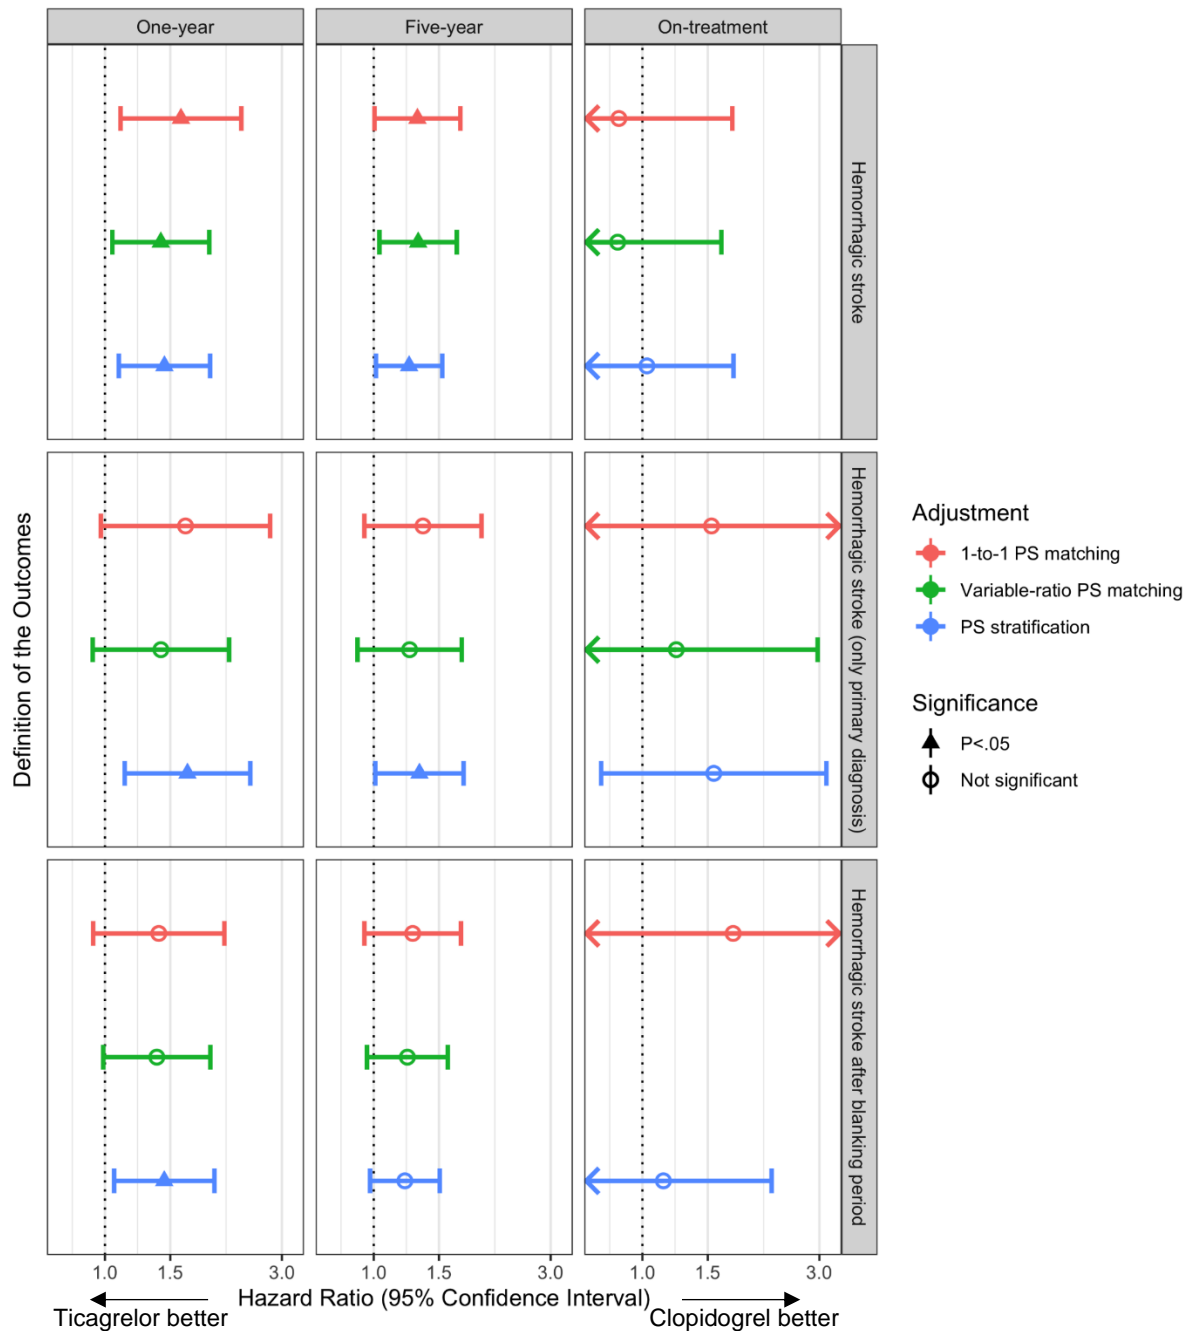 One-year
Five-year
On-treatment
Hemorrhagic stroke
Hemorrhagic stroke (only primary diagnosis)
Hemorrhagic stroke after blanking period
Definition of the Outcomes
Adjustment
1-to-1 PS matching
Variable-ratio PS matching
PS stratification
Significance
P<.05
Not significant
1.0 1.5 3.0 1.0 1.5 3.0 1.0 1.5 3.0
Hazard Ratio (95% Confidence Interval)
Ticagrelor better Clopidogrel better